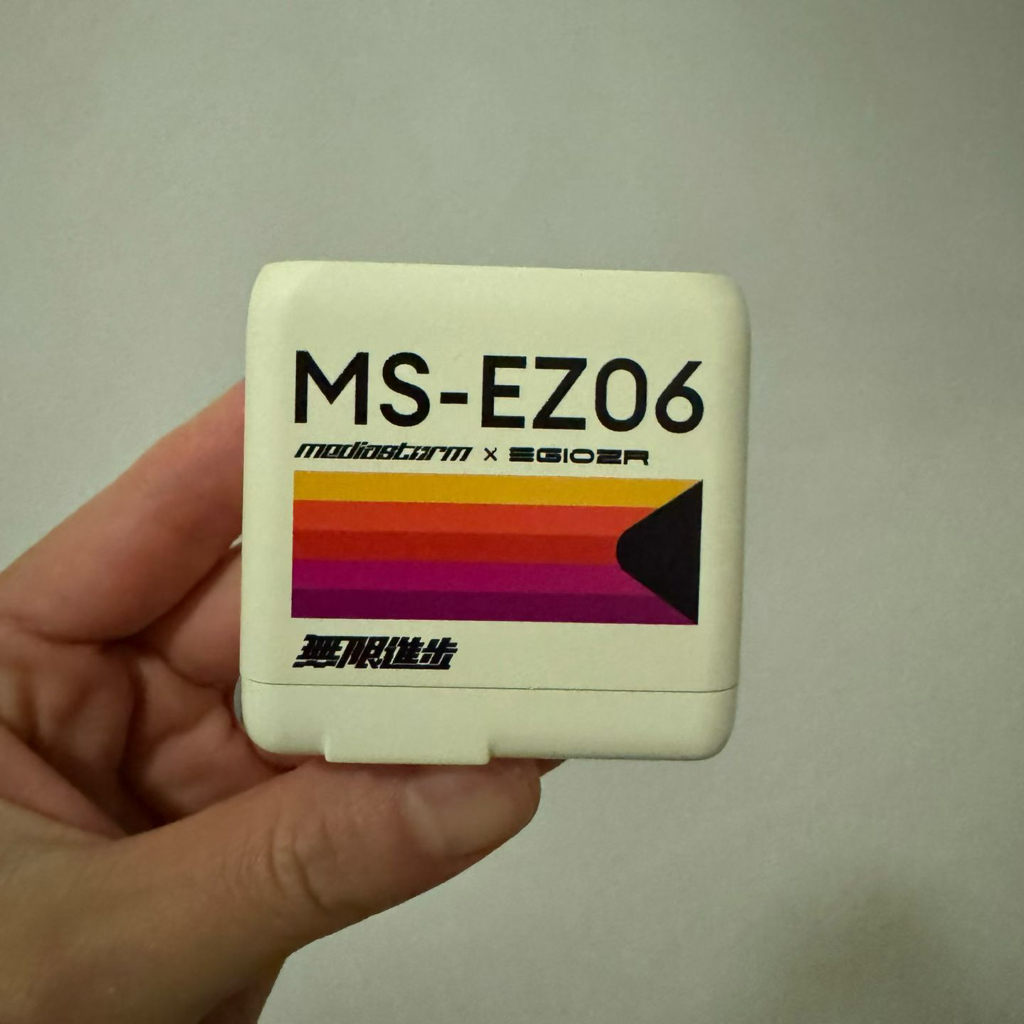 MS-EZ06
mediastorm x EGIOZR
無限進步